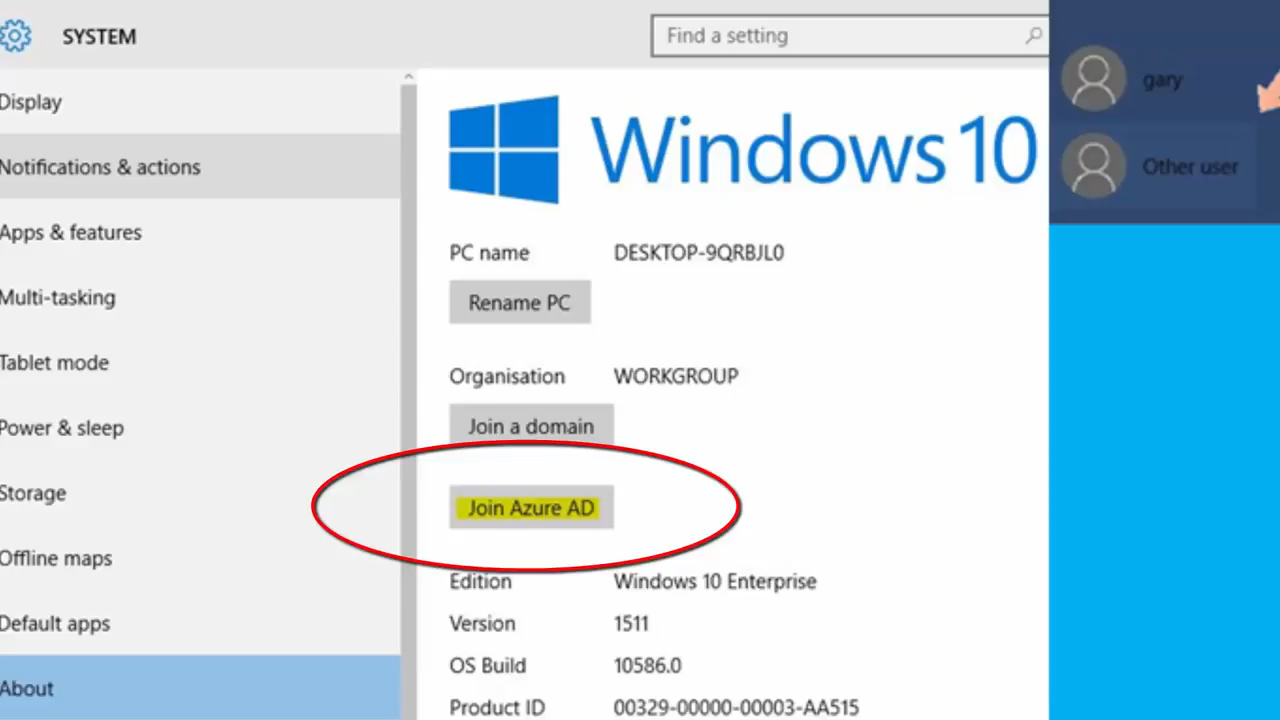 SYSTEM
Find a setting
Display
Notifications & actions
Apps & features
Multi-tasking
Tablet mode
Power & sleep
Storage
Offline maps
Default apps
About
Windows 10
PC name DESKTOP-9QRBJL0
Rename PC
Organisation WORKGROUP
Join a domain
Join Azure AD
Edition Windows 10 Enterprise
Version 1511
OS Build 10586.0
Product ID 00329-00000-00003-AA515
gary
Other user